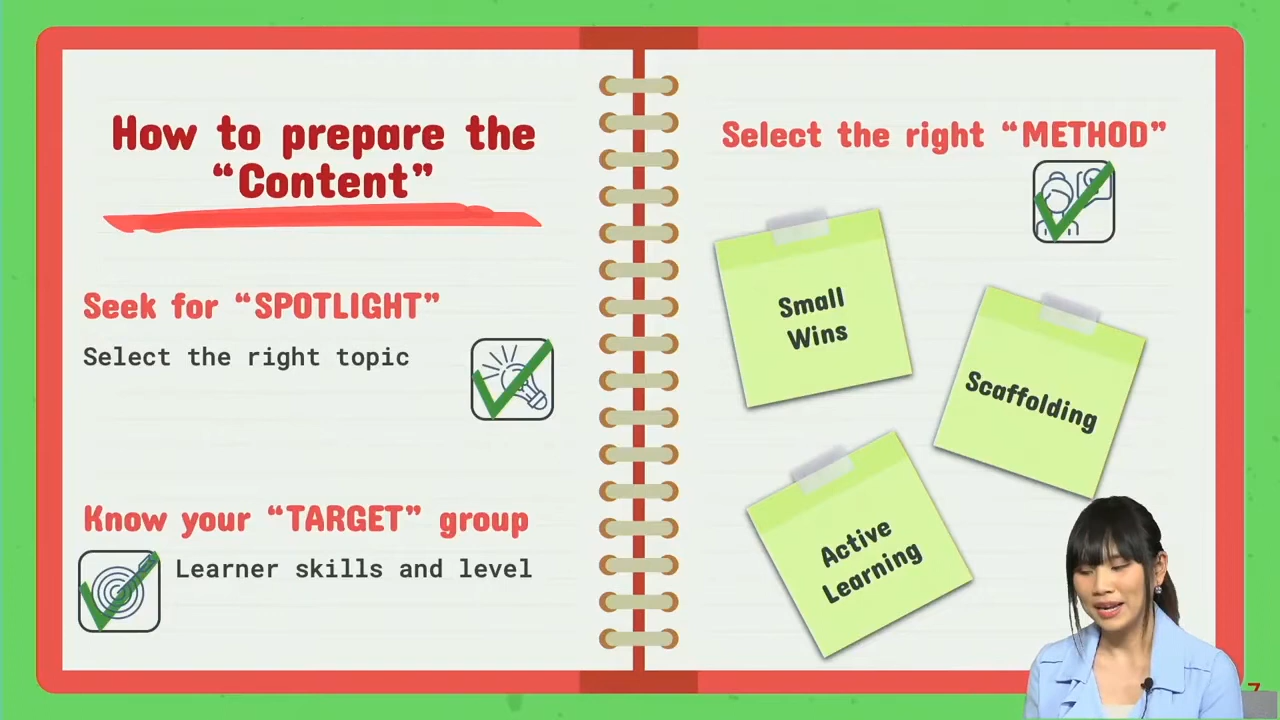 How to prepare the
“Content”
Seek for “SPOTLIGHT”
Select the right topic
Know your “TARGET” group
Learner skills and level
Select the right “METHOD”
Small
Wins
Scaffolding
Active
Learning